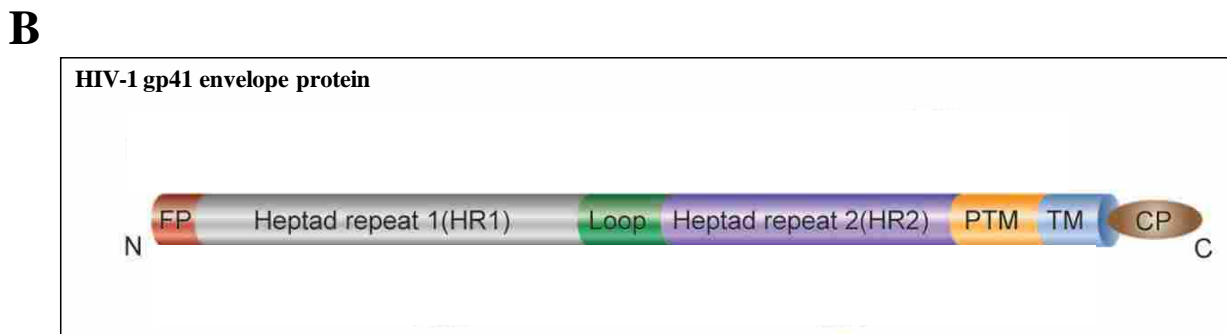 B
HIV-1 gp41 envelope protein
FP Heptad repeat 1(HR1) Loop Heptad repeat 2(HR2) PTM TM CP
N C